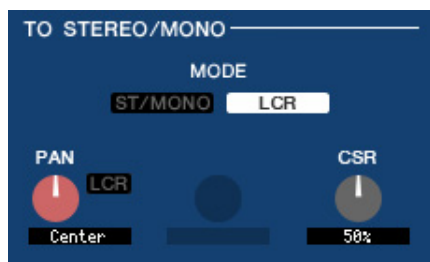 TO STEREO/MONO
MODE
ST/MONO LCR
PAN CSR
LCR
Center 50%